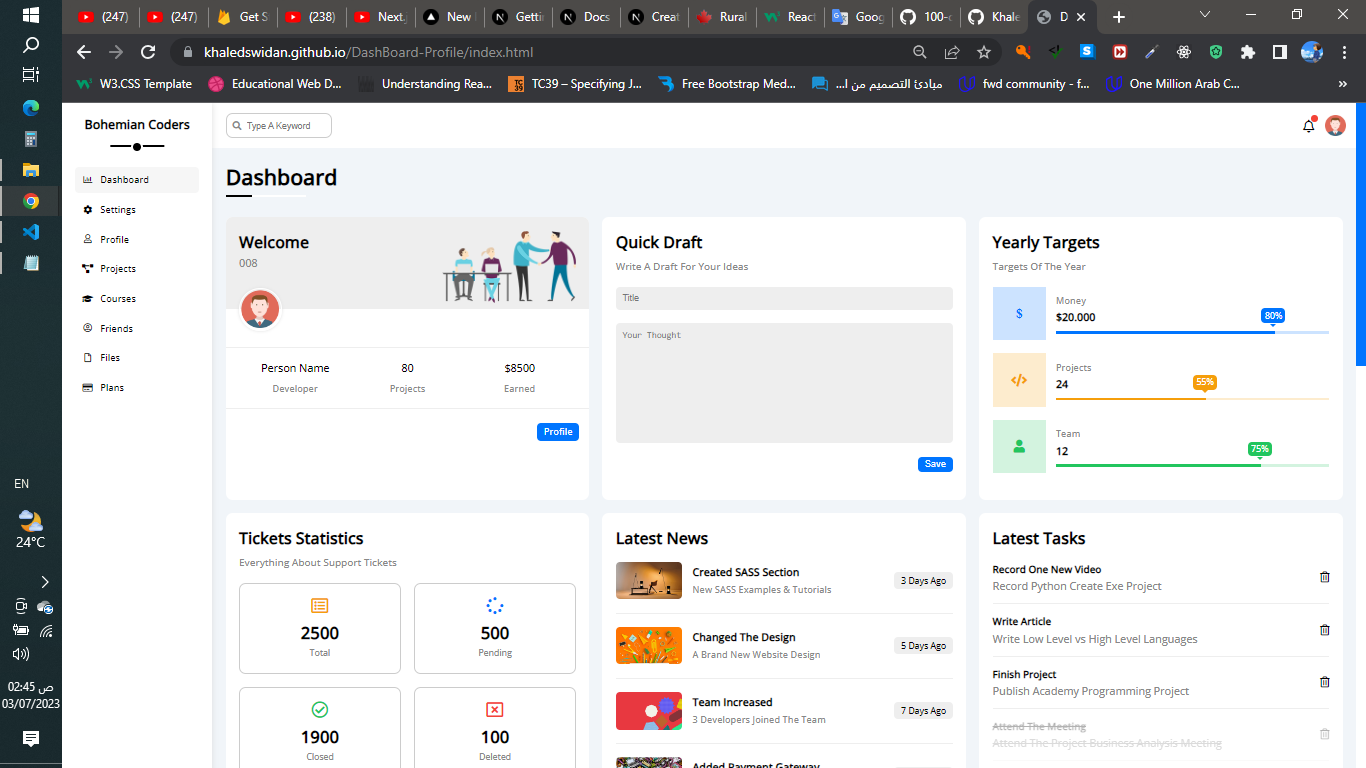 (247)
(247)
Get S
(238)
Next.j
New
Gettin
Docs
Creat
Rural
React
Goog
100-c
Khale
D
khaledswidan.github.io/DashBoard-Profile/index.html
W3.CSS Template
Educational Web D...
Understanding Rea...
TC39 – Specifying J...
Free Bootstrap Med...
مبادئ التصميم من ا...
fwd community - f...
One Million Arab C...
»
Bohemian Coders
Dashboard
Settings
Profile
Projects
Courses
Friends
Files
Plans
Type A Keyword
Dashboard
Welcome
008
Person Name
Developer
80
Projects
$8500
Earned
Profile
Quick Draft
Write A Draft For Your Ideas
Title
Your Thought
Save
Yearly Targets
Targets Of The Year
$
Money
$20.000
80%
Projects
24
55%
Team
12
75%
Tickets Statistics
Everything About Support Tickets
2500
Total
500
Pending
1900
Closed
100
Deleted
Latest News
Created SASS Section
New SASS Examples & Tutorials
3 Days Ago
Changed The Design
A Brand New Website Design
5 Days Ago
Team Increased
3 Developers Joined The Team
7 Days Ago
Added Payment Gateway
Latest Tasks
Record One New Video
Record Python Create Exe Project
Write Article
Write Low Level vs High Level Languages
Finish Project
Publish Academy Programming Project
Attend The Meeting
Attend The Project Business Analysis Meeting
EN
24°C
02:45 ص
03/07/2023